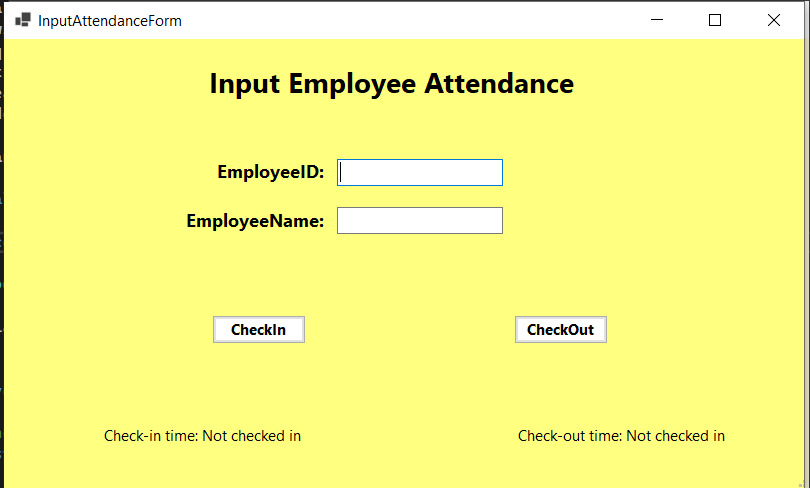 InputAttendanceForm
Input Employee Attendance
EmployeeID:
EmployeeName:
CheckIn CheckOut
Check-in time: Not checked in Check-out time: Not checked in